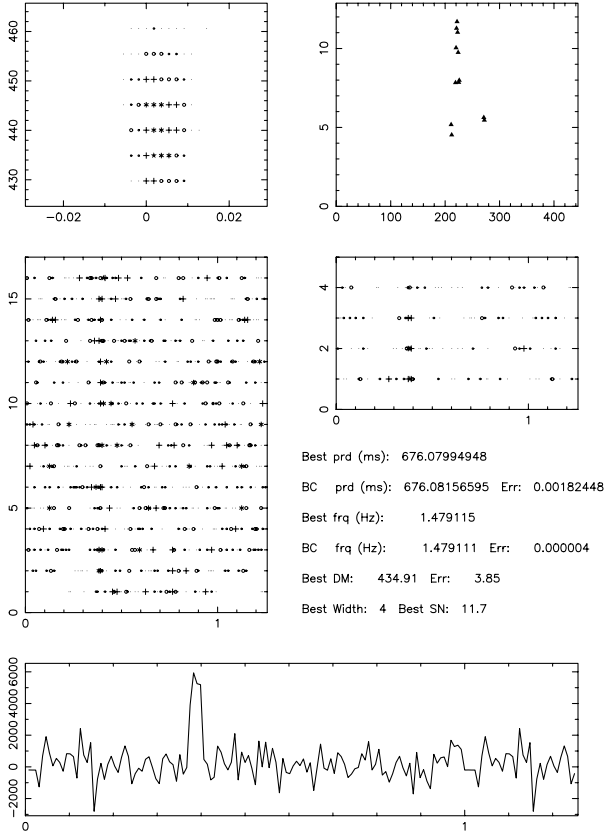 460
450
440
430
−0.02 0 0.02
10
5
0
0 100 200 300 400
15
10
5
0
0 1
4
2
0
1
Best prd (ms): 676.07994948
BC prd (ms): 676.08156595 Err: 0.00182448
Best frq (Hz): 1.479115
BC frq (Hz): 1.479111 Err: 0.000004
Best DM: 434.91 Err: 3.85
Best Width: 4 Best SN: 11.7
6000
4000
2000
0
−2000
0 1